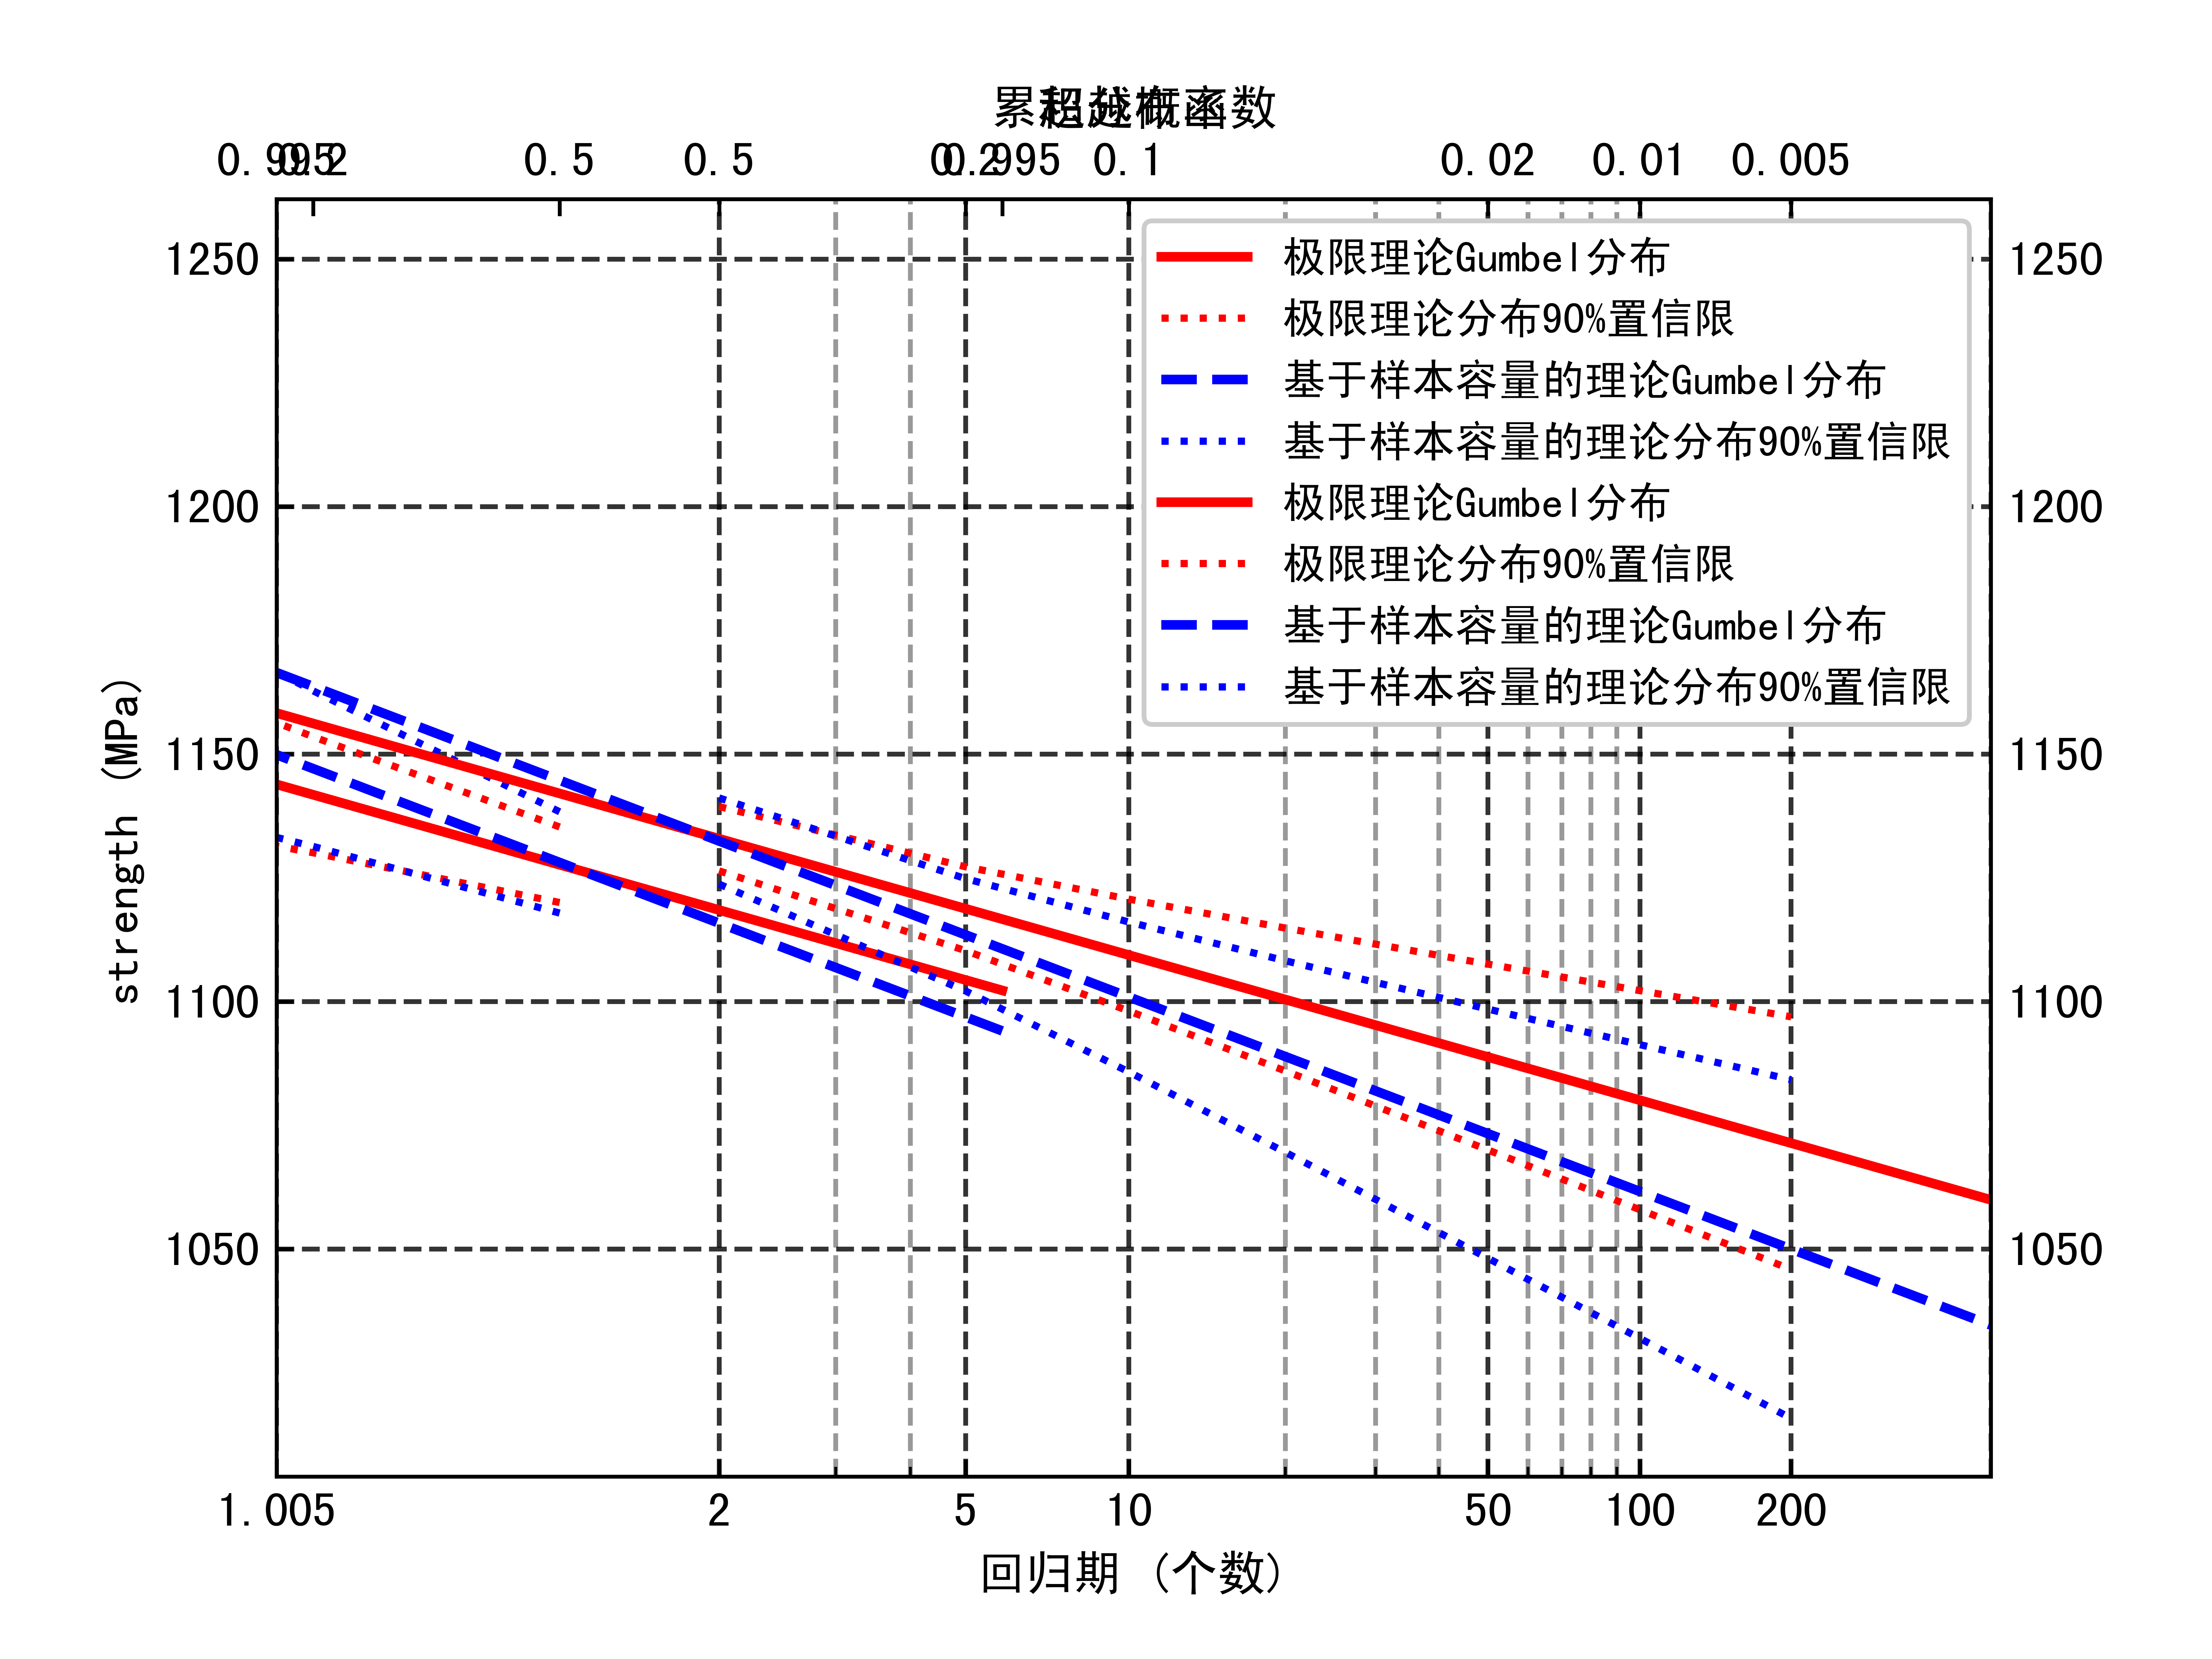 累积分布函数
超越概率
0.995 0.2 0.5 0.5 0.2 0.995 0.1 0.02 0.01 0.005
1250 1250
极限理论Gumbel分布
极限理论分布90%置信限
基于样本容量的理论Gumbel分布
基于样本容量的理论分布90%置信限
1200 1200
极限理论Gumbel分布
极限理论分布90%置信限
基于样本容量的理论Gumbel分布
基于样本容量的理论分布90%置信限
1150 1150
strength (MPa)
1100 1100
1050 1050
1.005 2 5 10 50 100 200
回归期 (个数)